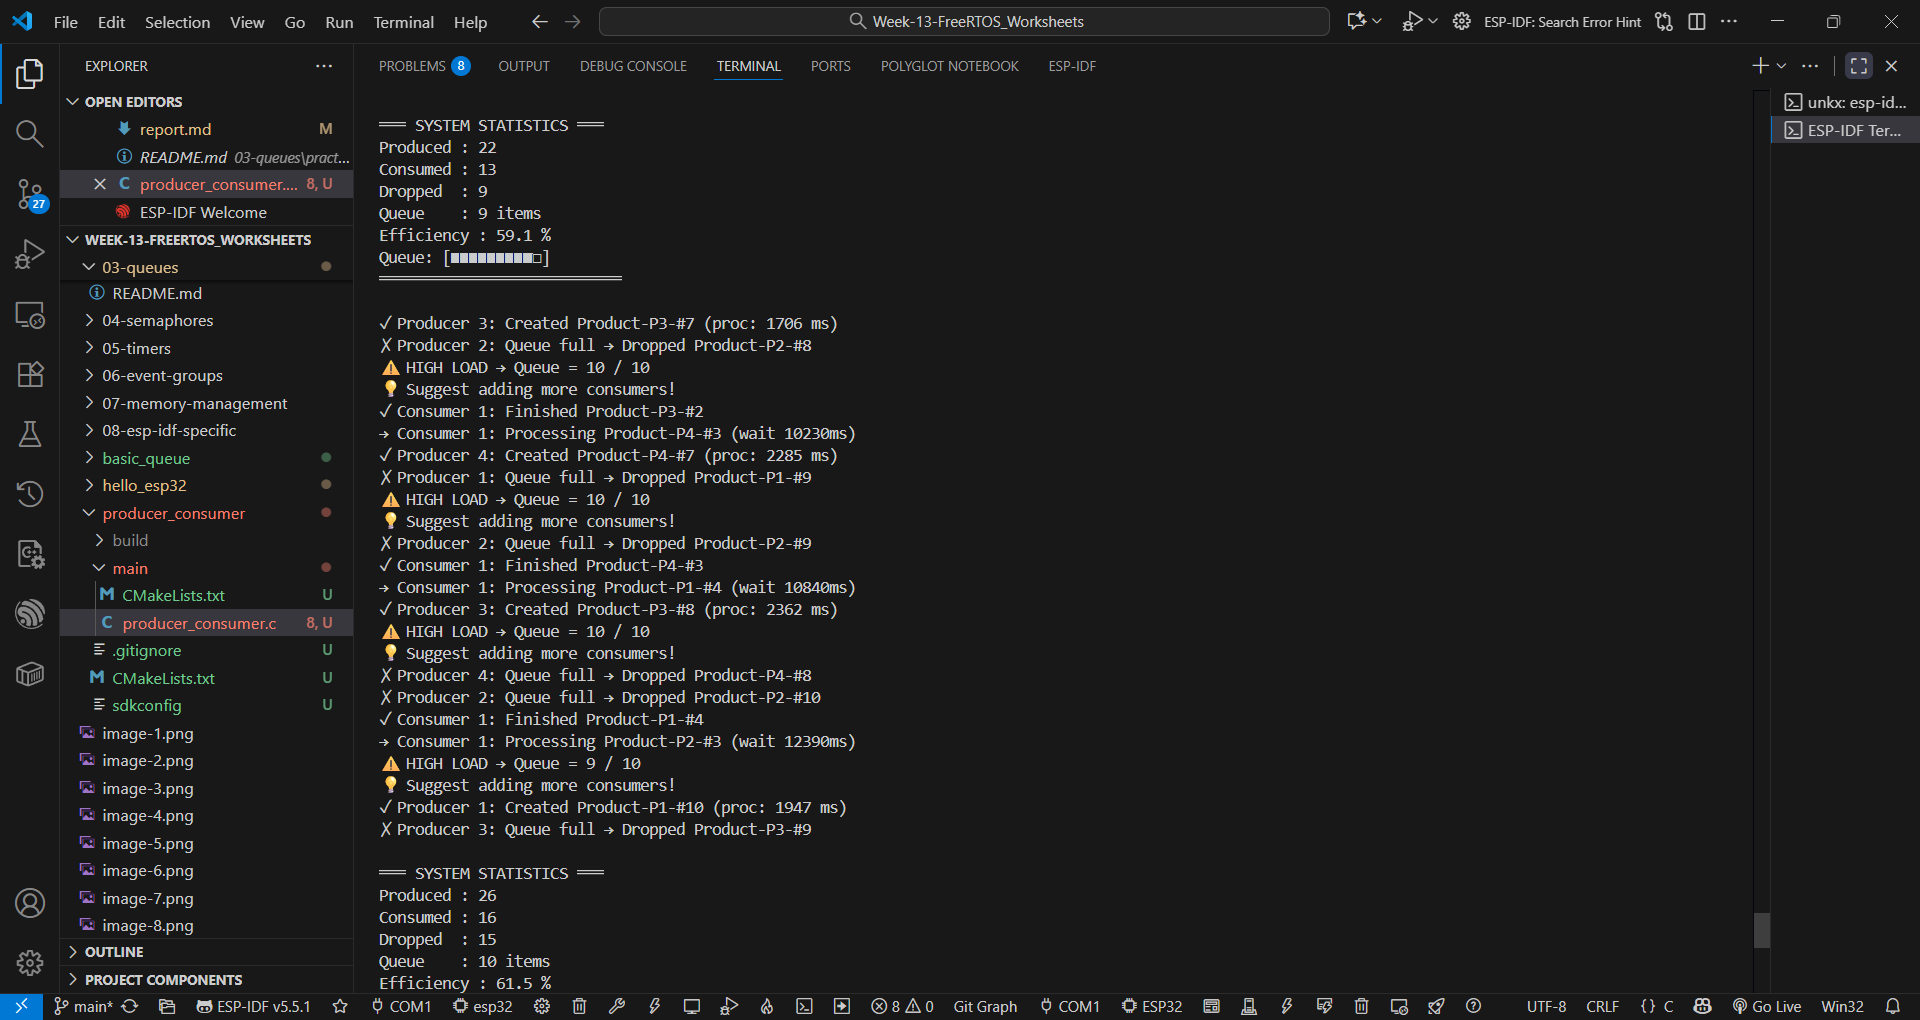 File Edit Selection View Go Run Terminal Help
Week-13-FreeRTOS_Worksheets
ESP-IDF: Search Error Hint
EXPLORER
OPEN EDITORS
report.md M
README.md 03-queues\pract...
producer_consumer.... 8, U
ESP-IDF Welcome
WEEK-13-FREERTOS_WORKSHEETS
03-queues
README.md
04-semaphores
05-timers
06-event-groups
07-memory-management
08-esp-idf-specific
basic_queue
hello_esp32
producer_consumer
build
main
CMakeLists.txt U
producer_consumer.c 8, U
.gitignore U
CMakeLists.txt U
sdkconfig U
image-1.png
image-2.png
image-3.png
image-4.png
image-5.png
image-6.png
image-7.png
image-8.png
OUTLINE
PROJECT COMPONENTS
27
PROBLEMS 8 OUTPUT DEBUG CONSOLE TERMINAL PORTS POLYGLOT NOTEBOOK ESP-IDF
unkx: esp-id...
ESP-IDF Ter...
═══ SYSTEM STATISTICS ═══
Produced : 22
Consumed : 13
Dropped : 9
Queue : 9 items
Efficiency : 59.1 %
Queue: [■■■■■■■■■□]
═══════════════════════════
✓ Producer 3: Created Product-P3-#7 (proc: 1706 ms)
✗ Producer 2: Queue full → Dropped Product-P2-#8
⚠️ HIGH LOAD → Queue = 10 / 10
💡 Suggest adding more consumers!
✓ Consumer 1: Finished Product-P3-#2
→ Consumer 1: Processing Product-P4-#3 (wait 10230ms)
✓ Producer 4: Created Product-P4-#7 (proc: 2285 ms)
✗ Producer 1: Queue full → Dropped Product-P1-#9
⚠️ HIGH LOAD → Queue = 10 / 10
💡 Suggest adding more consumers!
✗ Producer 2: Queue full → Dropped Product-P2-#9
✓ Consumer 1: Finished Product-P4-#3
→ Consumer 1: Processing Product-P1-#4 (wait 10840ms)
✓ Producer 3: Created Product-P3-#8 (proc: 2362 ms)
⚠️ HIGH LOAD → Queue = 10 / 10
💡 Suggest adding more consumers!
✗ Producer 4: Queue full → Dropped Product-P4-#8
✗ Producer 2: Queue full → Dropped Product-P2-#10
✓ Consumer 1: Finished Product-P1-#4
→ Consumer 1: Processing Product-P2-#3 (wait 12390ms)
⚠️ HIGH LOAD → Queue = 9 / 10
💡 Suggest adding more consumers!
✓ Producer 1: Created Product-P1-#10 (proc: 1947 ms)
✗ Producer 3: Queue full → Dropped Product-P3-#9
═══ SYSTEM STATISTICS ═══
Produced : 26
Consumed : 16
Dropped : 15
Queue : 10 items
Efficiency : 61.5 %
main* ESP-IDF v5.5.1 COM1 esp32 8 0 Git Graph COM1 ESP32 UTF-8 CRLF {} C Go Live Win32